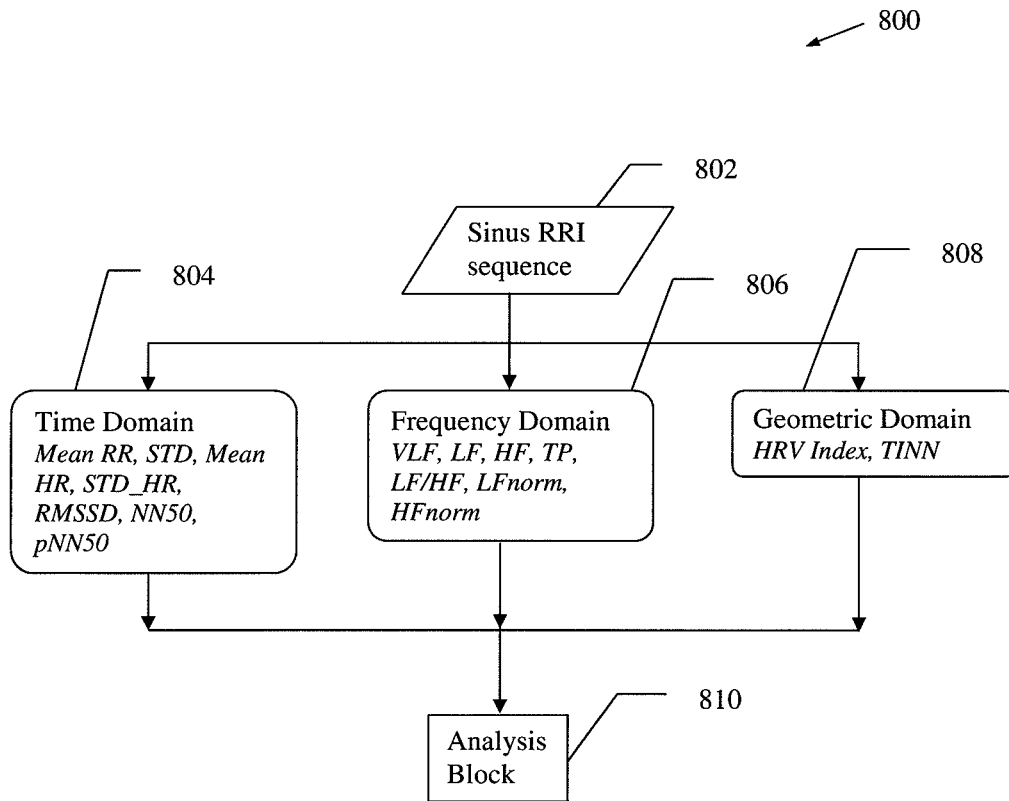 800
802
Sinus RRI
sequence
804
806
808
Time Domain
Mean RR, STD, Mean
HR, STD_HR,
RMSSD, NN50,
pNN50
Frequency Domain
VLF, LF, HF, TP,
LF/HF, LFnorm,
HFnorm
Geometric Domain
HRV Index, TINN
810
Analysis
Block